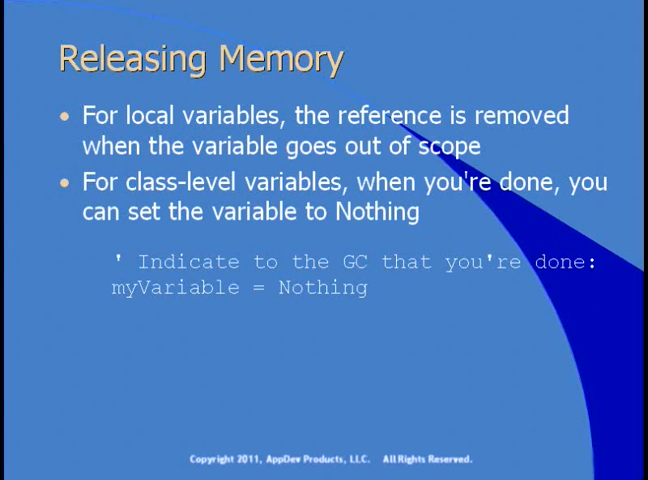 Releasing Memory
• For local variables, the reference is removed
when the variable goes out of scope
• For class-level variables, when you're done, you
can set the variable to Nothing
' Indicate to the GC that you're done:
myVariable = Nothing
Copyright 2011, AppDev Products, LLC. All Rights Reserved.